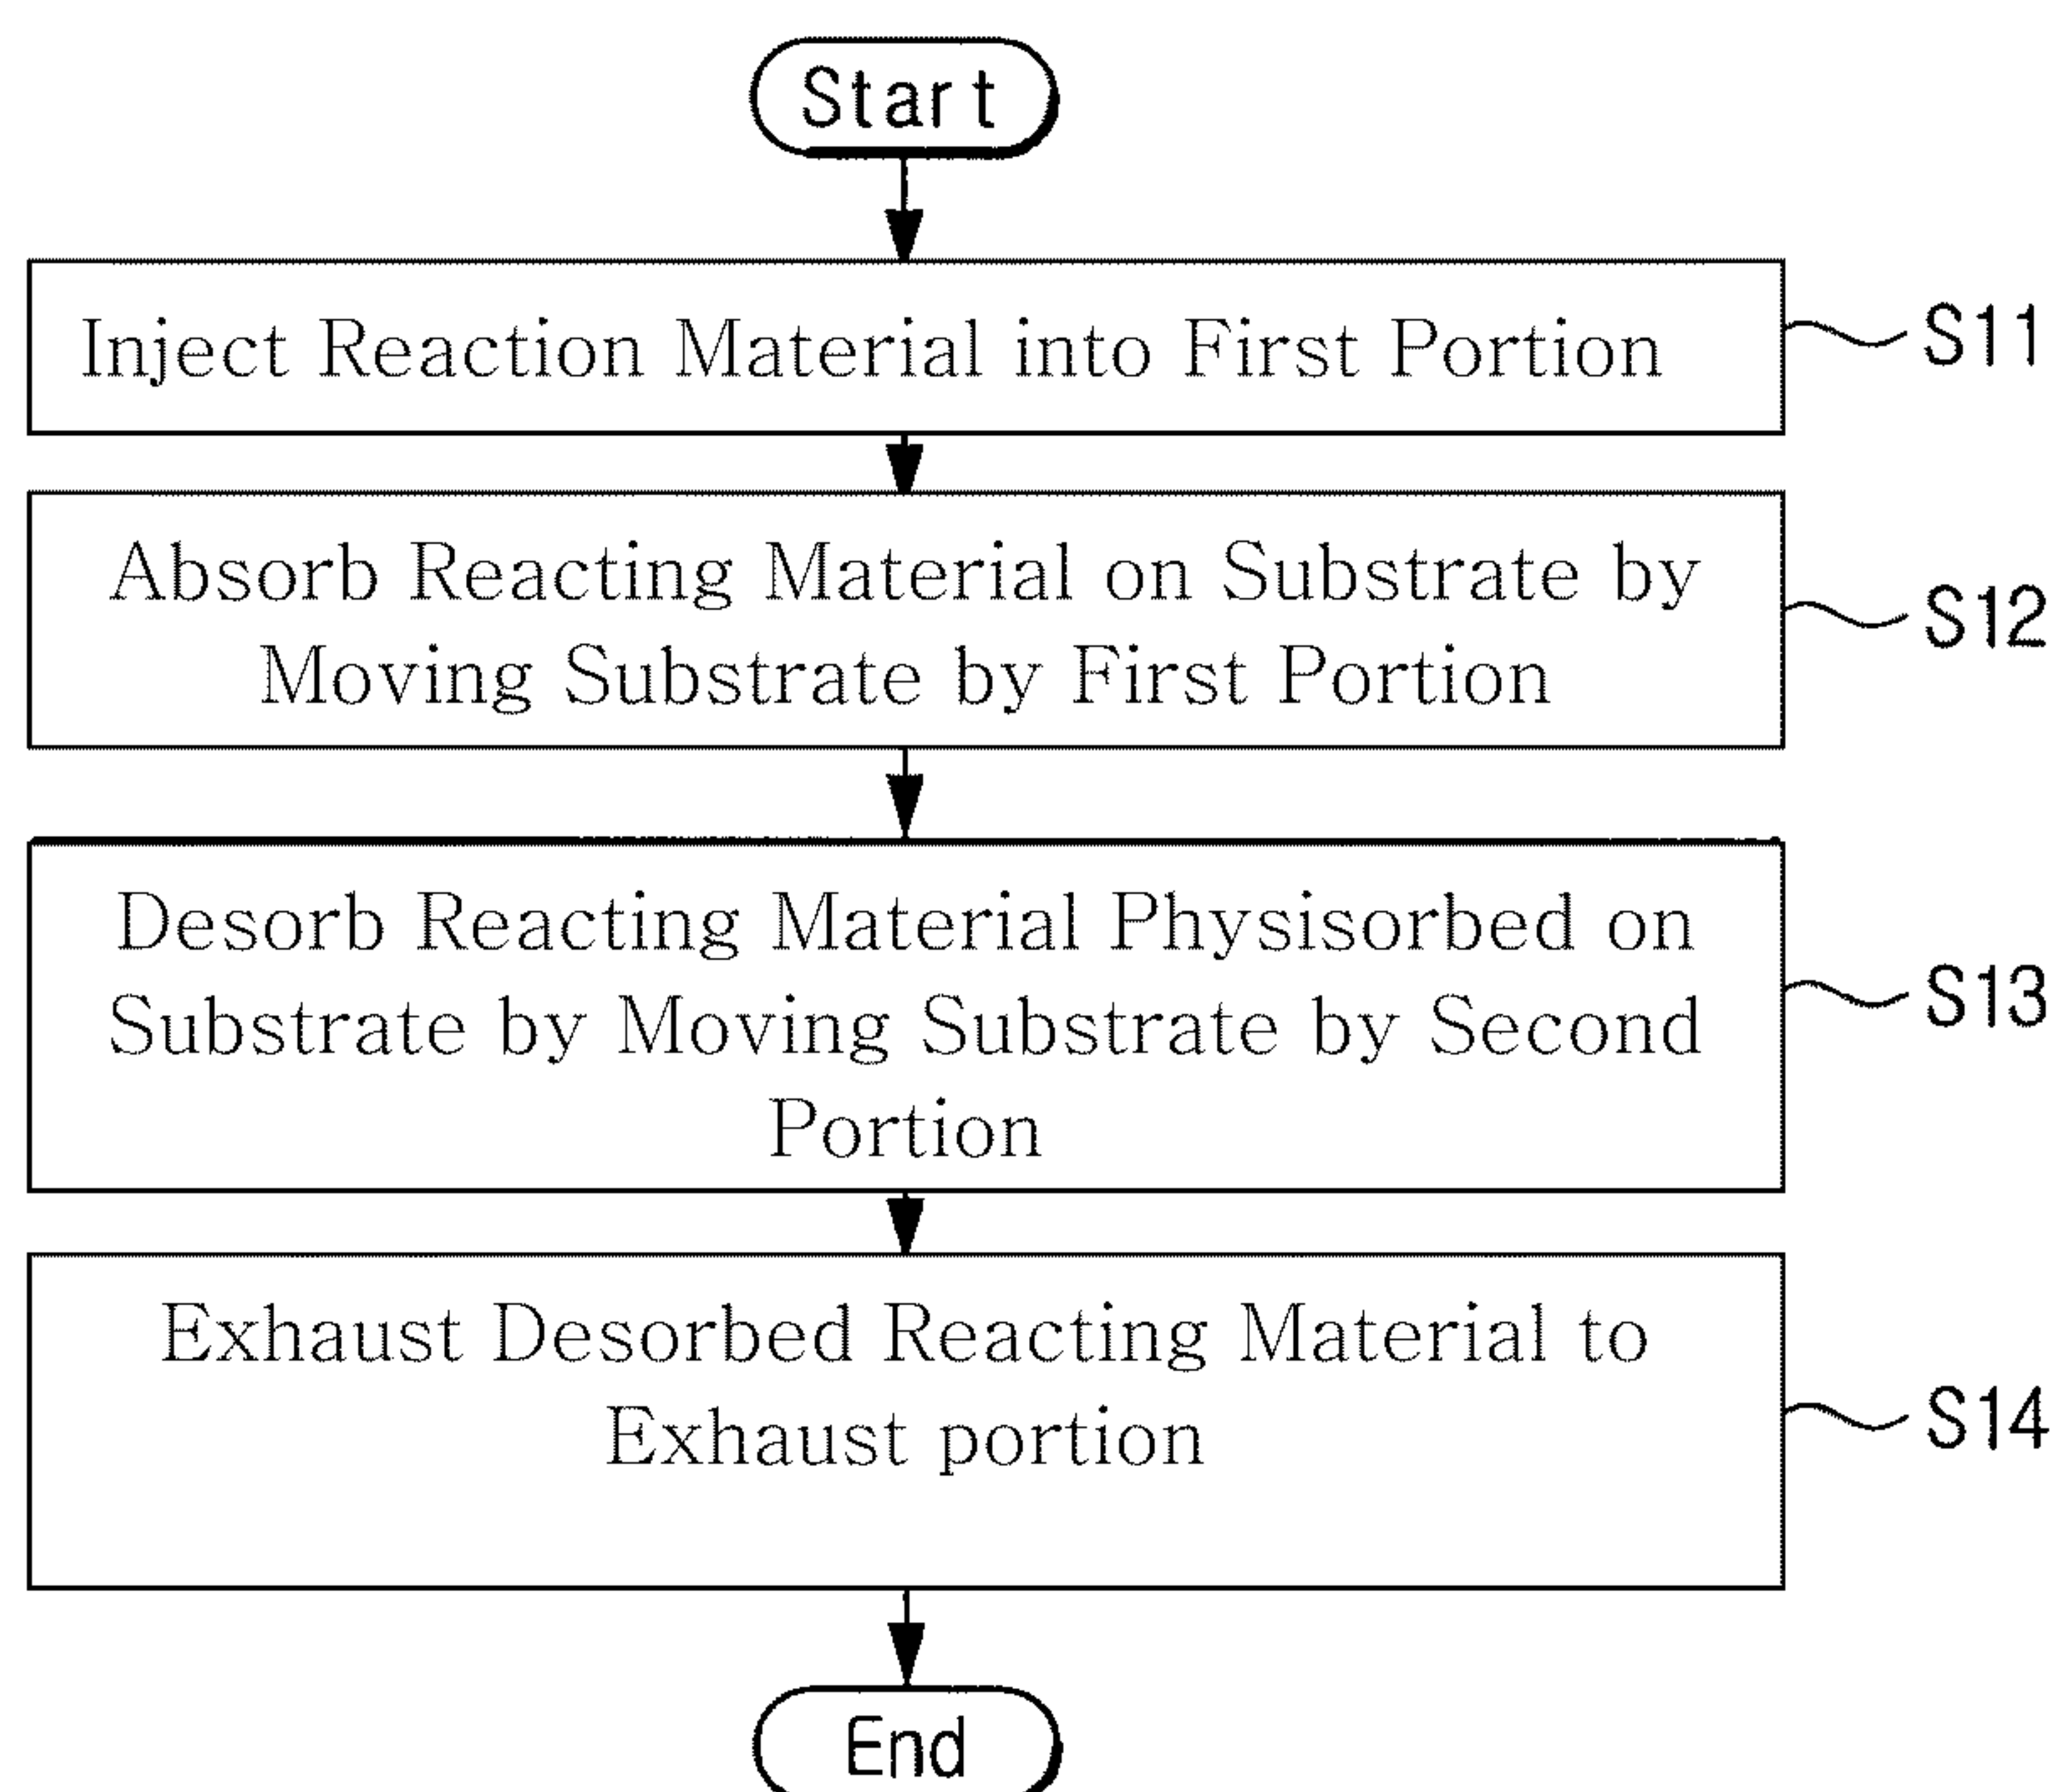 Start
Inject Reaction Material into First Portion
S11
Absorb Reacting Material on Substrate by
Moving Substrate by First Portion
S12
Desorb Reacting Material Physisorbed on
Substrate by Moving Substrate by Second
Portion
S13
Exhaust Desorbed Reacting Material to
Exhaust portion
S14
End